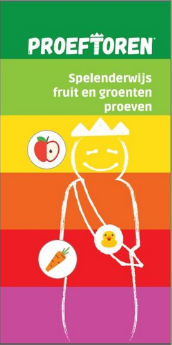 PROEFTOREN
Spelenderwijs
fruit en groenten
proeven